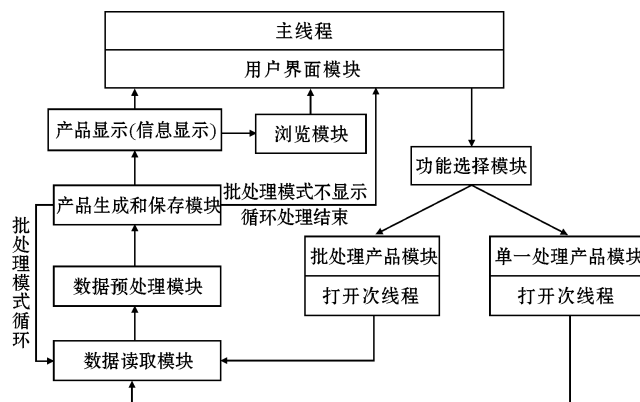 主线程
用户界面模块
产品显示(信息显示)
浏览模块
功能选择模块
产品生成和保存模块
批处理模式不显示
循环处理结束
批处理模式循环
批处理产品模块
打开次线程
单一处理产品模块
打开次线程
数据预处理模块
数据读取模块